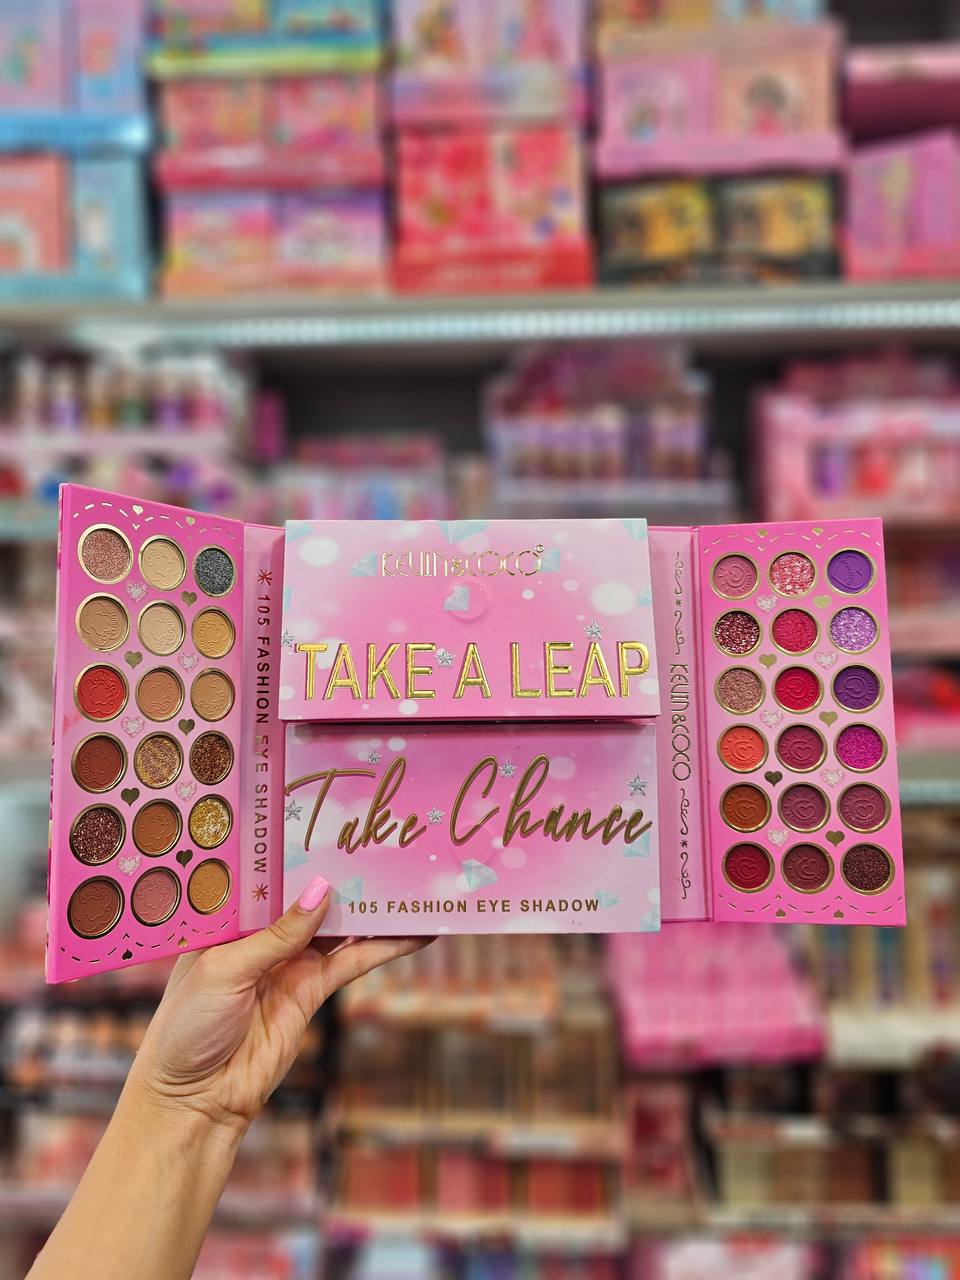 105 FASHION EYE SHADOW
KEVIN&COCO
TAKE A LEAP
Take Chance
105 FASHION EYE SHADOW
KEVIN&COCO